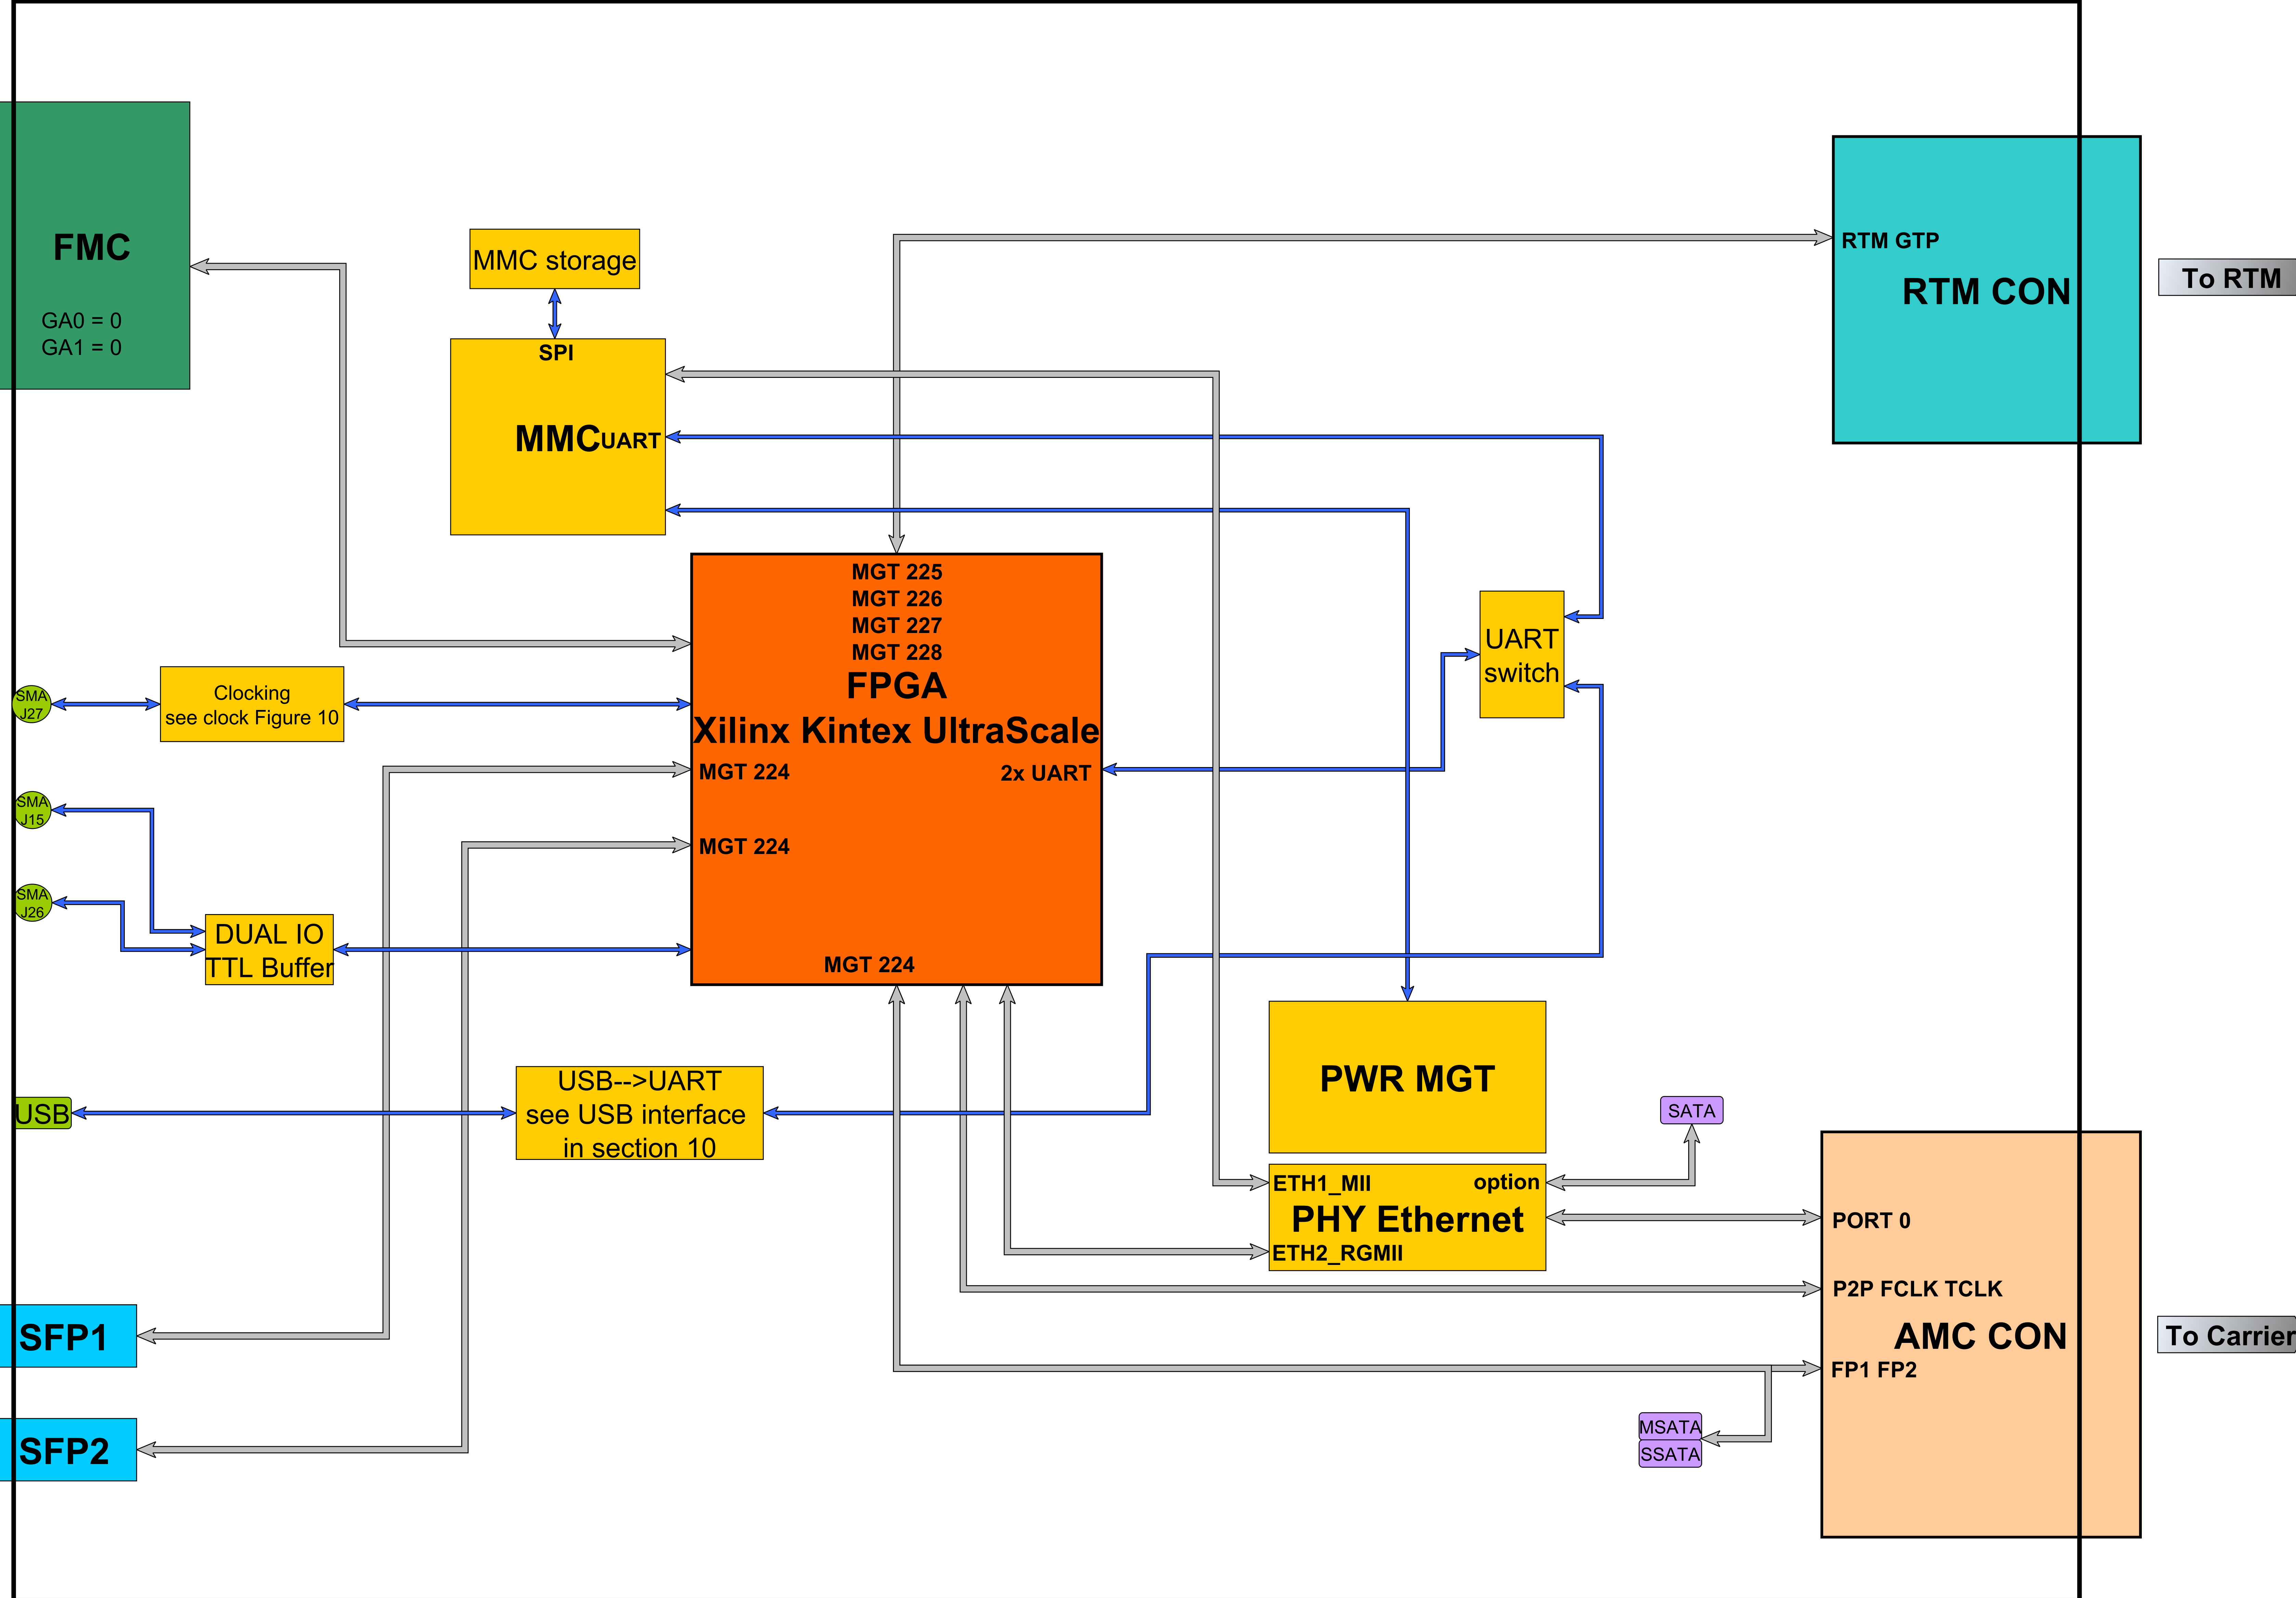 FMC
GA0 = 0
GA1 = 0
MMC storage
SPI
MMC
UART
RTM GTP
RTM CON
To RTM
MGT 225
MGT 226
MGT 227
MGT 228
FPGA
Xilinx Kintex UltraScale
MGT 224
2x UART
MGT 224
MGT 224
UART
switch
SMA
J27
Clocking
see clock Figure 10
SMA
J15
SMA
J26
DUAL IO
TTL Buffer
USB
USB-->UART
see USB interface
in section 10
PWR MGT
SATA
ETH1_MII
option
PHY Ethernet
ETH2_RGMII
PORT 0
P2P FCLK TCLK
AMC CON
FP1 FP2
To Carrier
MSATA
SSATA
SFP1
SFP2